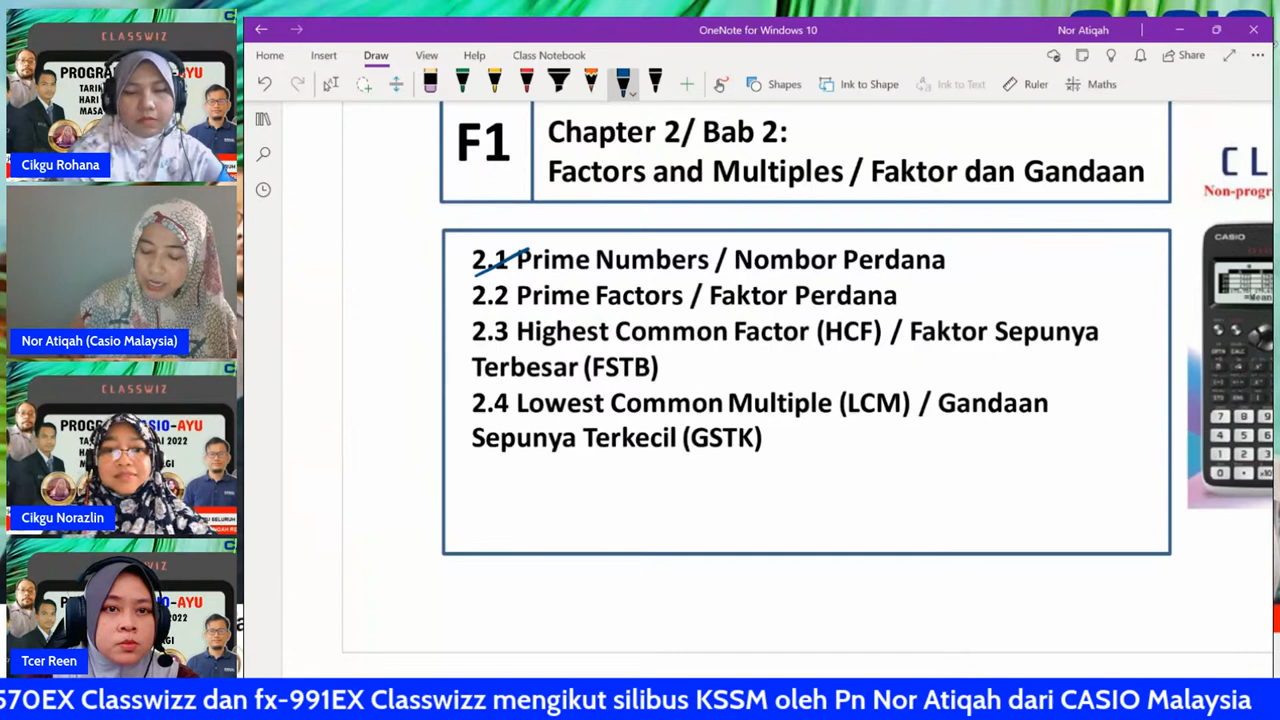 CLASSWIZ
Cikgu Rohana
Nor Atiqah (Casio Malaysia)
CLASSWIZ
Cikgu Norazlin
Tcer Reen
OneNote for Windows 10
Nor Atiqah
Home Insert Draw View Help Class Notebook
Share
Shapes Ink to Shape Ink to Text Ruler Maths
F1
Chapter 2/ Bab 2:
Factors and Multiples / Faktor dan Gandaan
2.1 Prime Numbers / Nombor Perdana
2.2 Prime Factors / Faktor Perdana
2.3 Highest Common Factor (HCF) / Faktor Sepunya
Terbesar (FSTB)
2.4 Lowest Common Multiple (LCM) / Gandaan
Sepunya Terkecil (GSTK)
C L
Non-progr
CASIO
570EX Classwizz dan fx-991EX Classwizz mengikut silibus KSSM oleh Pn Nor Atiqah dari CASIO Malaysia